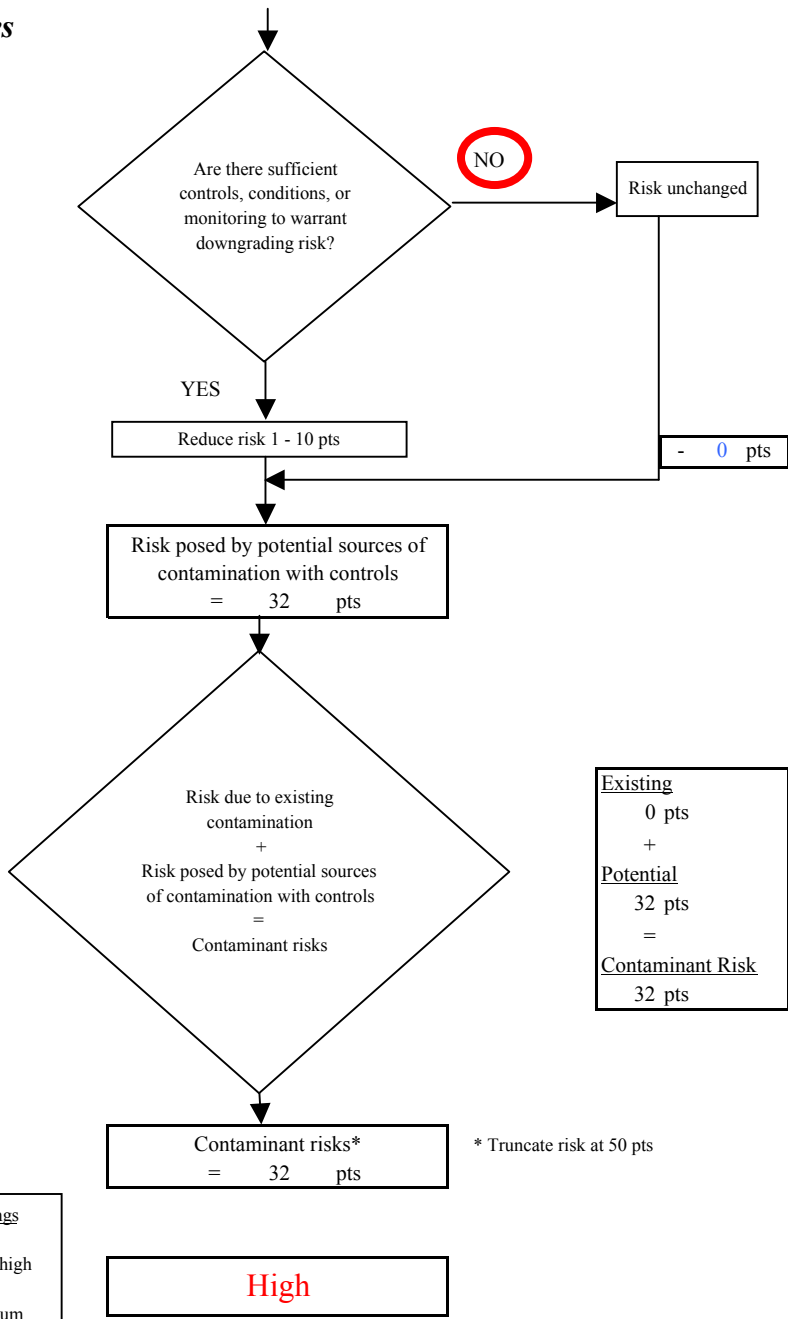 Are there sufficient
controls, conditions, or
monitoring to warrant
downgrading risk?
NO
Risk unchanged
YES
Reduce risk 1 - 10 pts
- 0 pts
Risk posed by potential sources of
contamination with controls
= 32 pts
Risk due to existing
contamination
+
Risk posed by potential sources
of contamination with controls
=
Contaminant risks
Existing
0 pts
+
Potential
32 pts
=
Contaminant Risk
32 pts
Contaminant risks*
= 32 pts
* Truncate risk at 50 pts
high
High